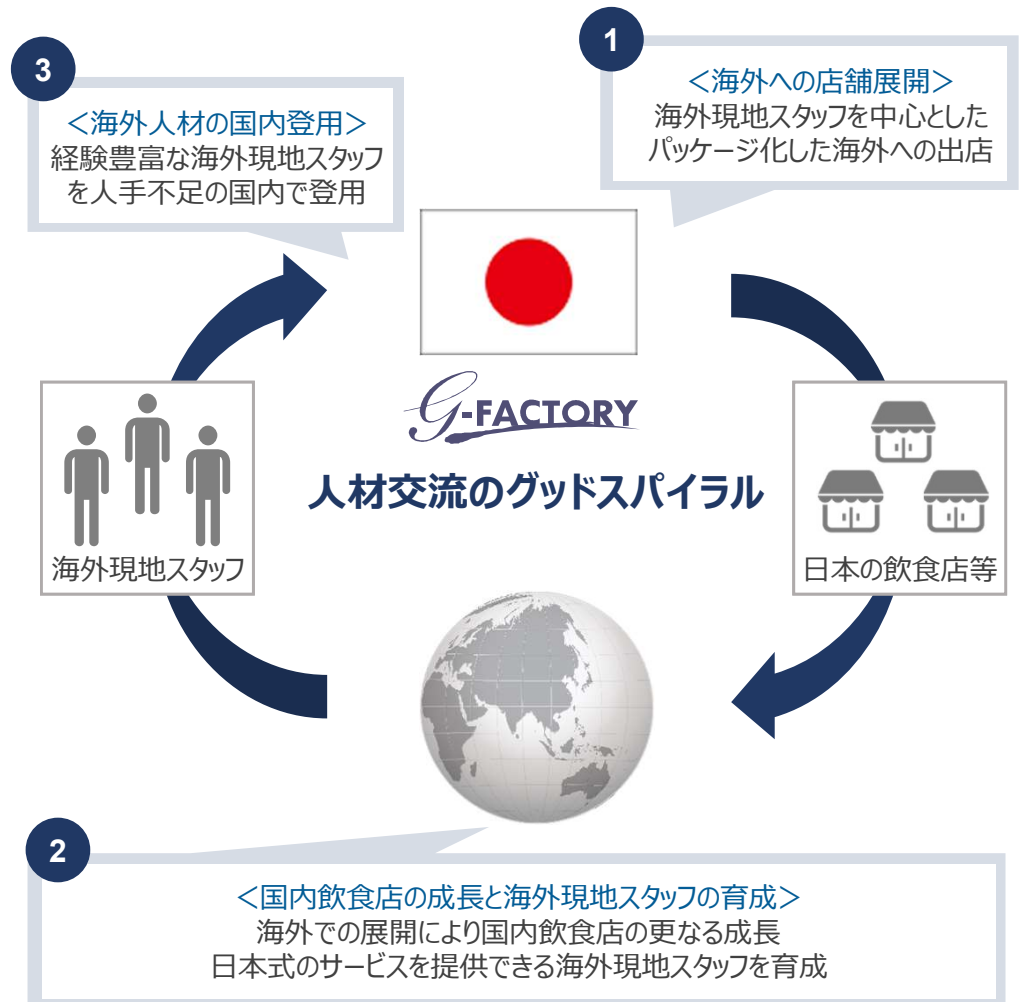 1
<海外への店舗展開>
海外現地スタッフを中心とした
パッケージ化した海外への出店
3
<海外人材の国内登用>
経験豊富な海外現地スタッフ
を人手不足の国内で登用
G-FACTORY
人材交流のグッドスパイラル
海外現地スタッフ
日本の飲食店等
2
<国内飲食店の成長と海外現地スタッフの育成>
海外での展開により国内飲食店の更なる成長
日本式のサービスを提供できる海外現地スタッフを育成